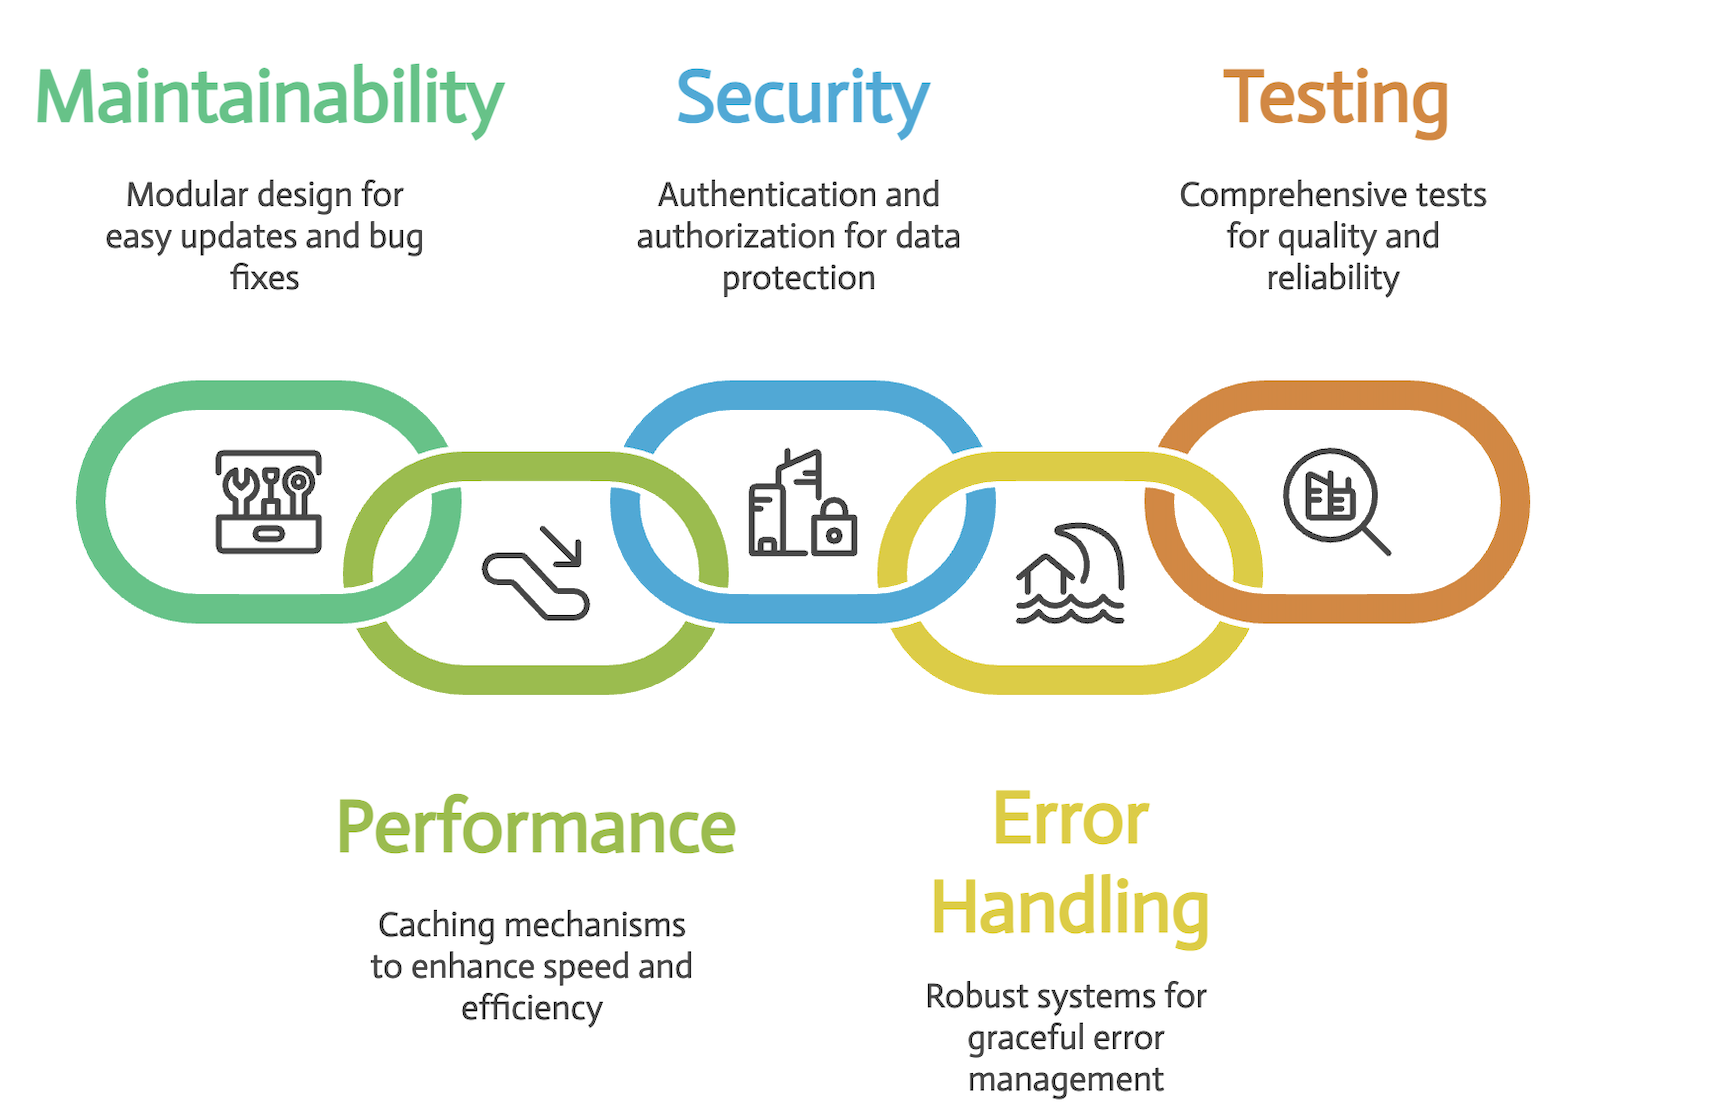 Maintainability
Modular design for
easy updates and bug
fixes
Security
Authentication and
authorization for data
protection
Testing
Comprehensive tests
for quality and
reliability
Performance
Caching mechanisms
to enhance speed and
efficiency
Error
Handling
Robust systems for
graceful error
management